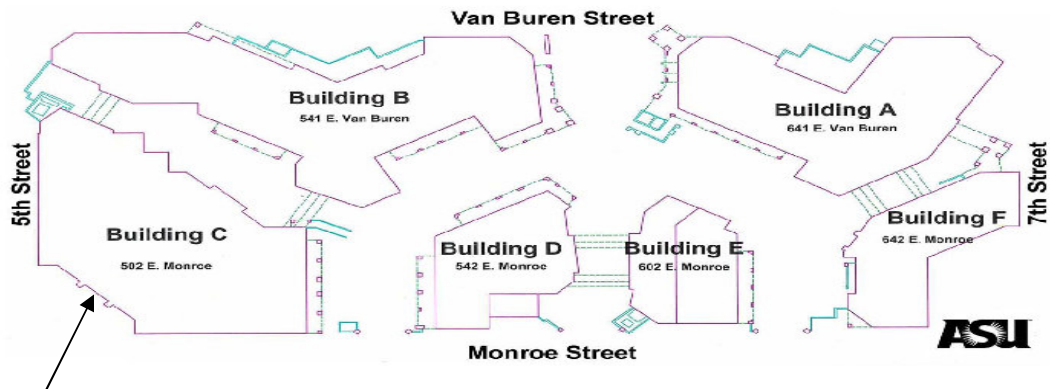 Van Buren Street
Building B
541 E. Van Buren
Building A
641 E. Van Buren
5th Street
7th Street
Building C
502 E. Monroe
Building D
542 E. Monroe
Building E
602 E. Monroe
Building F
642 E. Monroe
ASU
Monroe Street